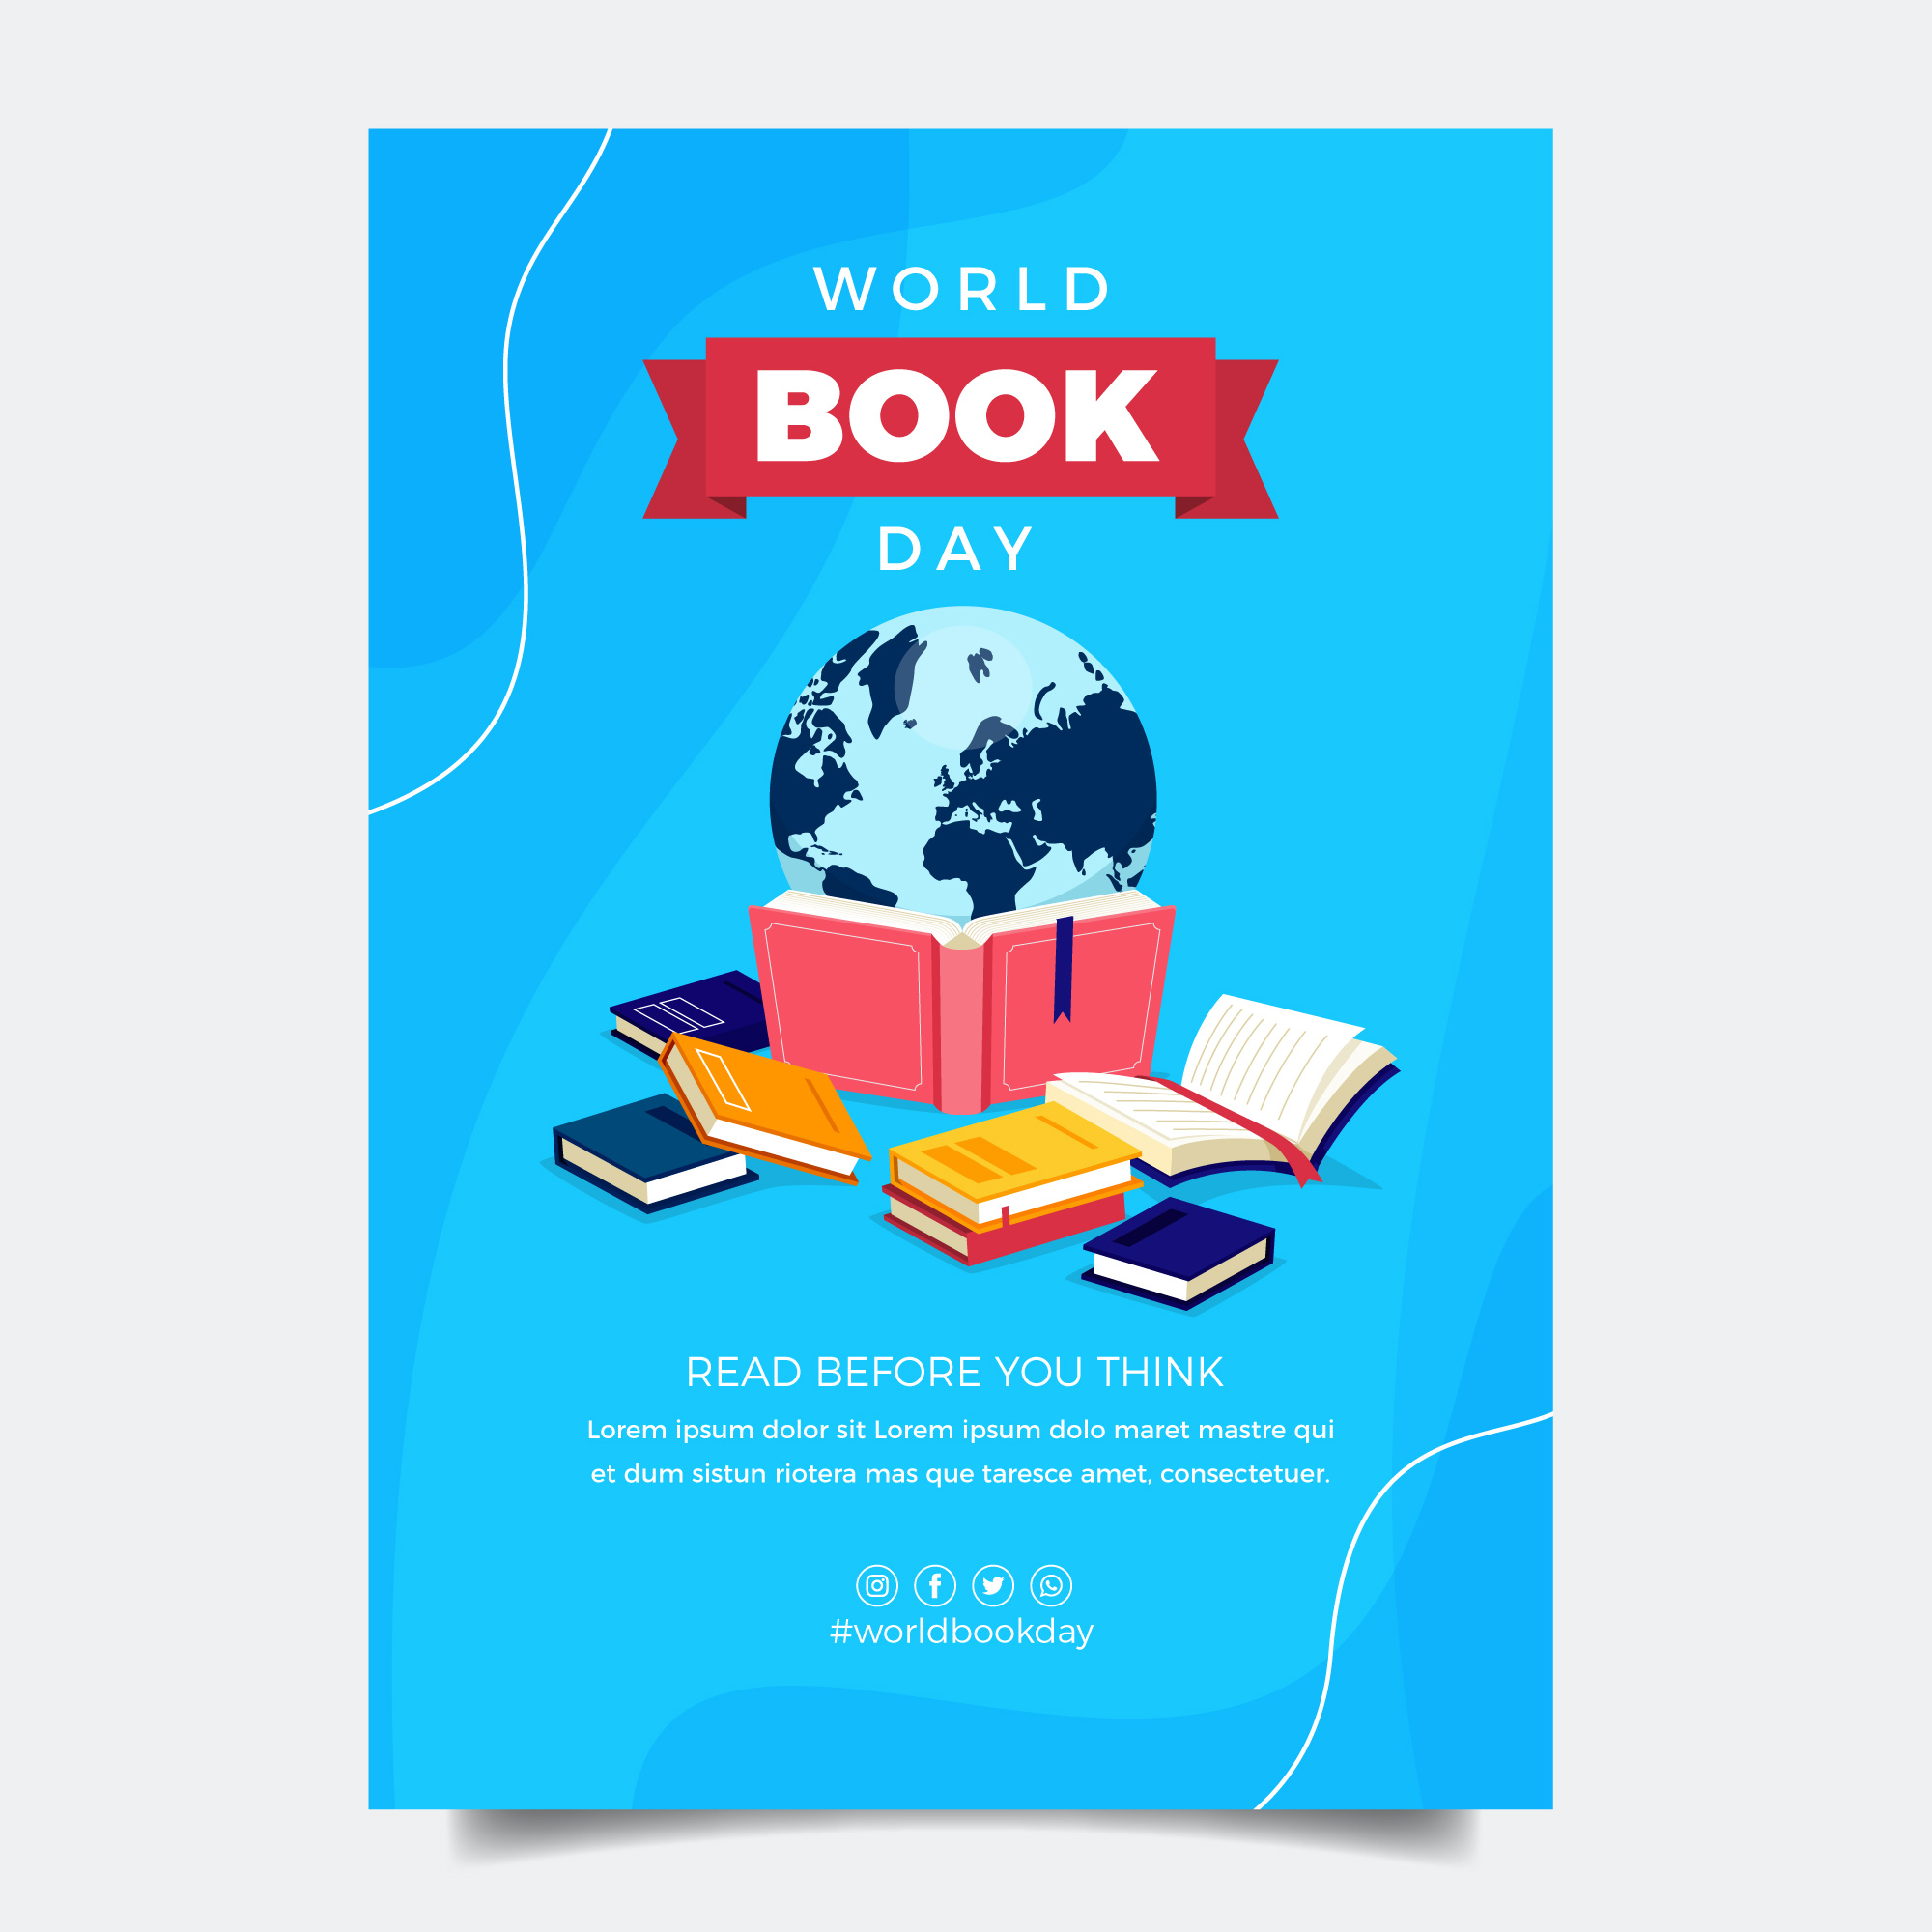 WORLD
BOOK
DAY
READ BEFORE YOU THINK
Lorem ipsum dolor sit Lorem ipsum dolo maret mastre qui
et dum sistun riotera mas que taresce amet, consectetuer.
#worldbookday